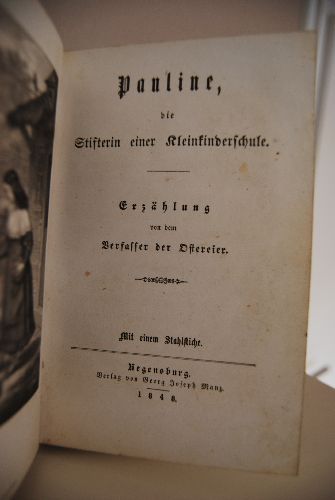 Pauline,
die
Stifterin einer Kleinkinderschule.
Erzählung
von dem
Verfasser der Ostereier.
Mit einem Stahlstiche.
Regensburg.
Verlag von Georg Joseph Manz.
1848.